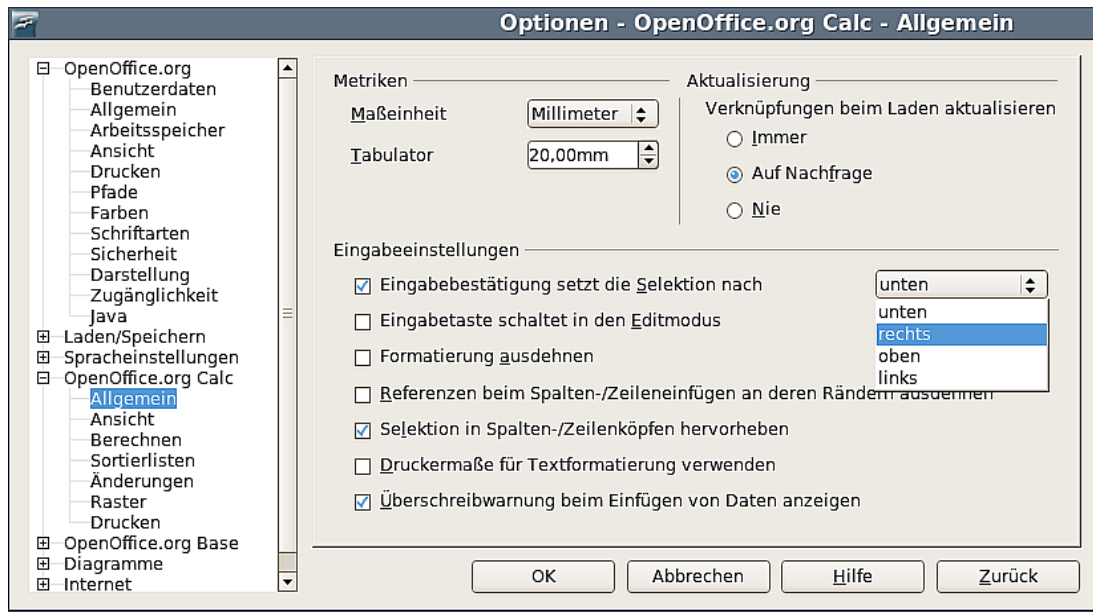 Optionen - OpenOffice.org Calc - Allgemein
OpenOffice.org
Benutzerdaten
Allgemein
Arbeitsspeicher
Ansicht
Drucken
Pfade
Farben
Schriftarten
Sicherheit
Darstellung
Zugänglichkeit
Java
Laden/Speichern
Spracheinstellungen
OpenOffice.org Calc
Allgemein
Ansicht
Berechnen
Sortierlisten
Änderungen
Raster
Drucken
OpenOffice.org Base
Diagramme
Internet
Metriken
Maßeinheit
Millimeter
Tabulator
20,00mm
Aktualisierung
Verknüpfungen beim Laden aktualisieren
Immer
Auf Nachfrage
Nie
Eingabeeinstellungen
Eingabebestätigung setzt die Selektion nach
unten
unten
rechts
oben
links
Eingabetaste schaltet in den Editmodus
Formatierung ausdehnen
Referenzen beim Spalten-/Zeileneinfügen an deren Rändern ausdehnen
Selektion in Spalten-/Zeilenköpfen hervorheben
Druckermaße für Textformatierung verwenden
Überschreibwarnung beim Einfügen von Daten anzeigen
OK
Abbrechen
Hilfe
Zurück